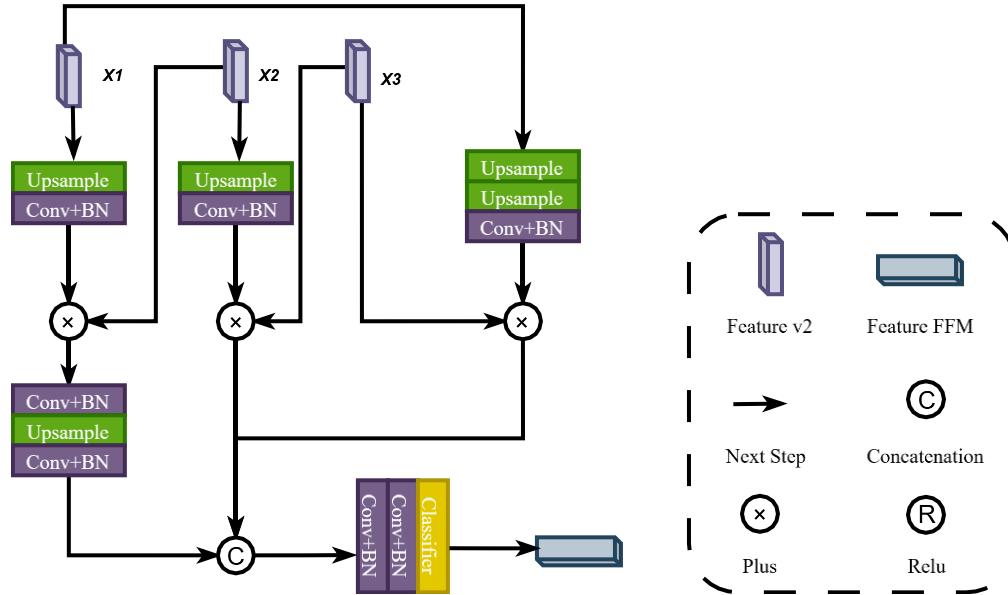 X1
X2
X3
Upsample
Conv+BN
Upsample
Conv+BN
Upsample
Upsample
Conv+BN
×
×
×
Conv+BN
Upsample
Conv+BN
C
Conv+BN
Conv+BN
Classifier
Feature v2
Feature FFM
C
Next Step
Concatenation
×
R
Plus
Relu